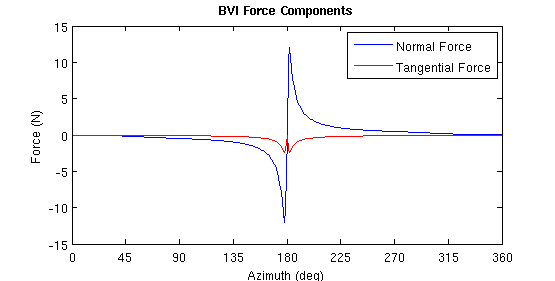 BVI Force Components
15
Normal Force
Tangential Force
10
5
0
-5
-10
-15
Force (N)
0 45 90 135 180 225 270 315 360
Azimuth (deg)